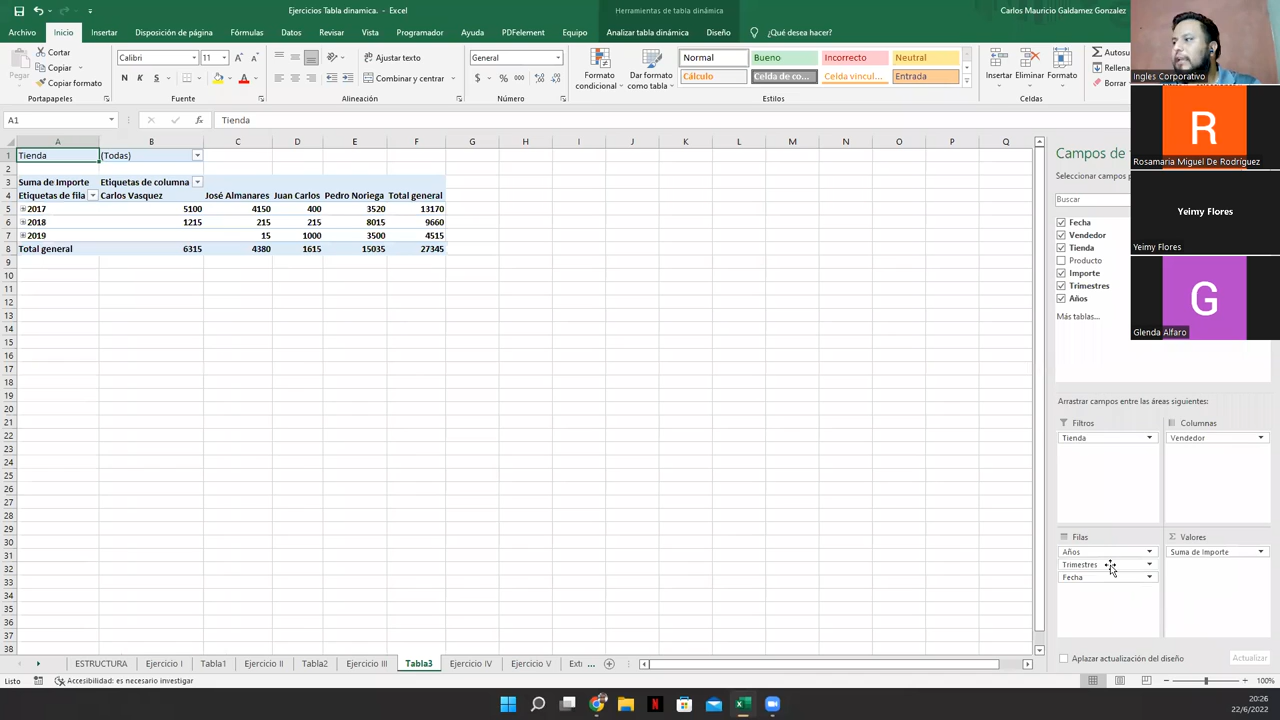 Ejercicios Tabla dinamica. - Excel
Herramientas de tabla dinámica
Carlos Mauricio Galdamez Gonzalez
Archivo Inicio Insertar Disposición de página Fórmulas Datos Revisar Vista Programador Ayuda PDFelement Equipo Analizar tabla dinámica Diseño ¿Qué desea hacer?
Pegar
Cortar
Copiar
Copiar formato
Portapapeles
Calibri 11
N K S
Fuente
Ajustar texto
Combinar y centrar
Alineación
General
$ % 000
Número
Formato condicional
Dar formato como tabla
Normal Bueno Incorrecto Neutral
Cálculo Celda de co... Celda vincul... Entrada
Estilos
Insertar Eliminar Formato
Celdas
Autosu
Rellena
Borrar
Ingles Corporativo
R
Rosamaria Miguel De Rodríguez
Yeimy Flores
Yeimy Flores
G
Glenda Alfaro
A1 fx Tienda
A B C D E F G H I J K L M N O P Q
1 Tienda (Todas)
2
3 Suma de Importe Etiquetas de columna
4 Etiquetas de fila Carlos Vasquez José Almanares Juan Carlos Pedro Noriega Total general
5 2017 5100 4150 400 3520 13170
6 2018 1215 215 215 8015 9660
7 2019 15 1000 3500 4515
8 Total general 6315 4380 1615 15035 27345
9
10
11
12
13
14
15
16
17
18
19
20
21
22
23
24
25
26
27
28
29
30
31
32
33
34
35
36
37
38
Campos de
Seleccionar campos p
Buscar
Fecha
Vendedor
Tienda
Producto
Importe
Trimestres
Años
Más tablas...
Arrastrar campos entre las áreas siguientes:
Filtros Columnas
Tienda Vendedor
Filas Valores
Años Suma de Importe
Trimestres
Fecha
Aplazar actualización del diseño Actualizar
ESTRUCTURA Ejercicio I Tabla1 Ejercicio II Tabla2 Ejercicio III Tabla3 Ejercicio IV Ejercicio V Exti ...
Listo Accesibilidad: es necesario investigar 100%
20:26
22/6/2022